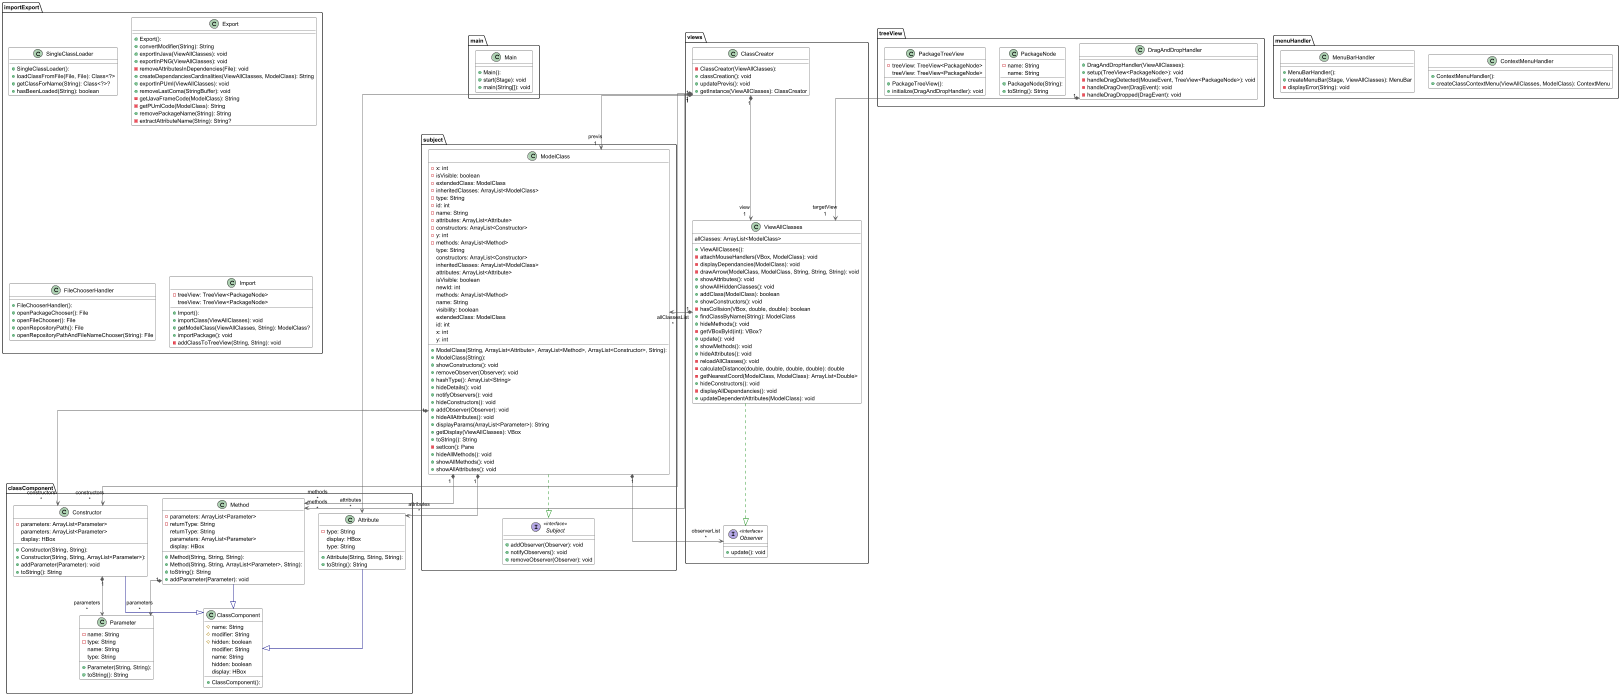 importExport
SingleClassLoader
SingleClassLoader():
loadClassFromFile(File, File): Class<?>
getClassForName(String): Class<?>?
hasBeenLoaded(String): boolean
Export
Export():
convertModifier(String): String
exportInJava(ViewAllClasses): void
exportInPNG(ViewAllClasses): void
removeAttributesInDependencies(File): void
createDependanciesCardinalities(ViewAllClasses, ModelClass): String
exportInPUml(ViewAllClasses): void
removeLastComa(StringBuffer): void
getJavaFrameCode(ModelClass): String
getPUmlCode(ModelClass): String
removePackageName(String): String
extractAttributeName(String): String?
FileChooserHandler
FileChooserHandler():
openPackageChooser(): File
openFileChooser(): File
openRepositoryPath(): File
openRepositoryPathAndFileNameChooser(String): File
Import
treeView: TreeView<PackageNode>
treeView: TreeView<PackageNode>
Import():
importClass(ViewAllClasses): void
getModelClass(ViewAllClasses, String): ModelClass?
importPackage(): void
addClassToTreeView(String, String): void
main
Main
Main():
start(Stage): void
main(String[]): void
views
ClassCreator
ClassCreator(ViewAllClasses):
classCreation(): void
updatePrevis(): void
getInstance(ViewAllClasses): ClassCreator
treeView
PackageTreeView
treeView: TreeView<PackageNode>
treeView: TreeView<PackageNode>
PackageTreeView():
initialize(DragAndDropHandler): void
PackageNode
name: String
name: String
PackageNode(String):
toString(): String
DragAndDropHandler
DragAndDropHandler(ViewAllClasses):
setup(TreeView<PackageNode>): void
handleDragDetected(MouseEvent, TreeView<PackageNode>): void
handleDragOver(DragEvent): void
handleDragDropped(DragEvent): void
menuHandler
MenuBarHandler
MenuBarHandler():
createMenuBar(Stage, ViewAllClasses): MenuBar
displayError(String): void
ContextMenuHandler
ContextMenuHandler():
createClassContextMenu(ViewAllClasses, ModelClass): ContextMenu
1
1
1
previs
1
view
1
targetView
1
subject
ModelClass
x: int
isVisible: boolean
extendedClass: ModelClass
inheritedClasses: ArrayList<ModelClass>
type: String
id: int
name: String
attributes: ArrayList<Attribute>
constructors: ArrayList<Constructor>
y: int
methods: ArrayList<Method>
type: String
constructors: ArrayList<Constructor>
inheritedClasses: ArrayList<ModelClass>
attributes: ArrayList<Attribute>
isVisible: boolean
newId: int
methods: ArrayList<Method>
name: String
visibility: boolean
extendedClass: ModelClass
id: int
x: int
y: int
ModelClass(String, ArrayList<Attribute>, ArrayList<Method>, ArrayList<Constructor>, String):
ModelClass(String):
showConstructors(): void
removeObserver(Observer): void
hashType(): ArrayList<String>
hideDetails(): void
notifyObservers(): void
hideConstructors(): void
addObserver(Observer): void
hideAllAttributes(): void
displayParams(ArrayList<Parameter>): String
getDisplay(ViewAllClasses): VBox
toString(): String
setIcon(): Pane
hideAllMethods(): void
showAllMethods(): void
showAllAttributes(): void
ViewAllClasses
allClasses: ArrayList<ModelClass>
ViewAllClasses():
attachMouseHandlers(VBox, ModelClass): void
displayDependancies(ModelClass): void
drawArrow(ModelClass, ModelClass, String, String, String): void
showAttributes(): void
showAllHiddenClasses(): void
addClass(ModelClass): boolean
showConstructors(): void
hasCollision(VBox, double, double): boolean
findClassByName(String): ModelClass
hideMethods(): void
getVBoxById(int): VBox?
update(): void
showMethods(): void
hideAttributes(): void
reloadAllClasses(): void
calculateDistance(double, double, double, double): double
getNearestCoord(ModelClass, ModelClass): ArrayList<Double>
hideConstructors(): void
displayAllDependancies(): void
updateDependentAttributes(ModelClass): void
allClassesList
1
1
1
1
1
classComponent
constructors
constructors
methods
methods
attributes
attributes
observerList
Constructor
parameters: ArrayList<Parameter>
parameters: ArrayList<Parameter>
display: HBox
Constructor(String, String):
Constructor(String, String, ArrayList<Parameter>):
addParameter(Parameter): void
toString(): String
Method
parameters: ArrayList<Parameter>
returnType: String
returnType: String
parameters: ArrayList<Parameter>
display: HBox
Method(String, String, String):
Method(String, String, ArrayList<Parameter>, String):
toString(): String
addParameter(Parameter): void
Attribute
type: String
display: HBox
type: String
Attribute(String, String, String):
toString(): String
«interface»
Subject
addObserver(Observer): void
notifyObservers(): void
removeObserver(Observer): void
«interface»
Observer
update(): void
parameters
parameters
Parameter
name: String
type: String
name: String
type: String
Parameter(String, String):
toString(): String
ClassComponent
name: String
modifier: String
hidden: boolean
modifier: String
name: String
hidden: boolean
display: HBox
ClassComponent():